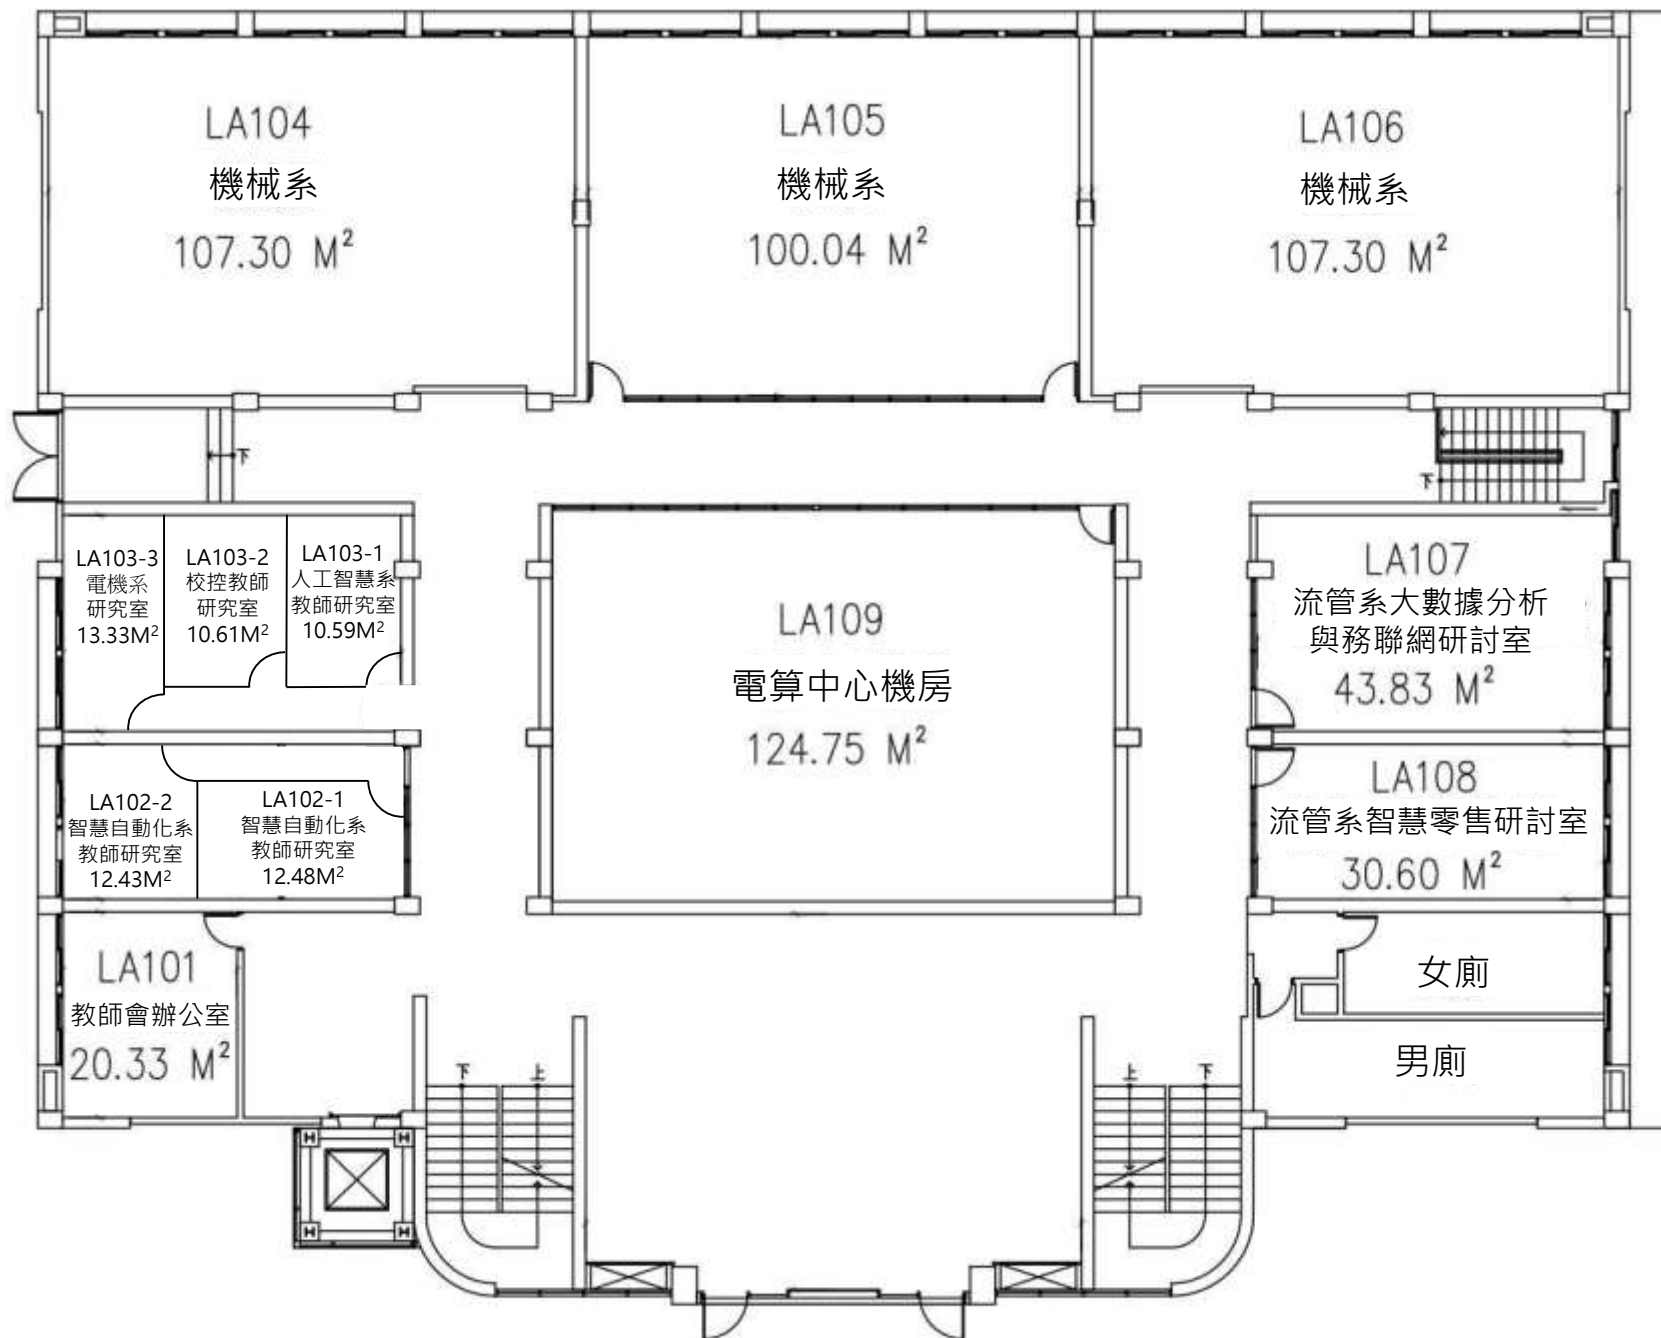 LA104
機械系
107.30 M²
LA105
機械系
100.04 M²
LA106
機械系
107.30 M²
下
下
LA103-3
電機系
研究室
13.33M²
LA103-2
校控教師
研究室
10.61M²
LA103-1
人工智慧系
教師研究室
10.59M²
LA109
電算中心機房
124.75 M²
LA107
流管系大數據分析
與務聯網研討室
43.83 M²
LA102-2
智慧自動化系
教師研究室
12.43M²
LA102-1
智慧自動化系
教師研究室
12.48M²
LA108
流管系智慧零售研討室
30.60 M²
LA101
教師會辦公室
20.33 M²
女廁
男廁
下
上
上
下
H
H
H
H